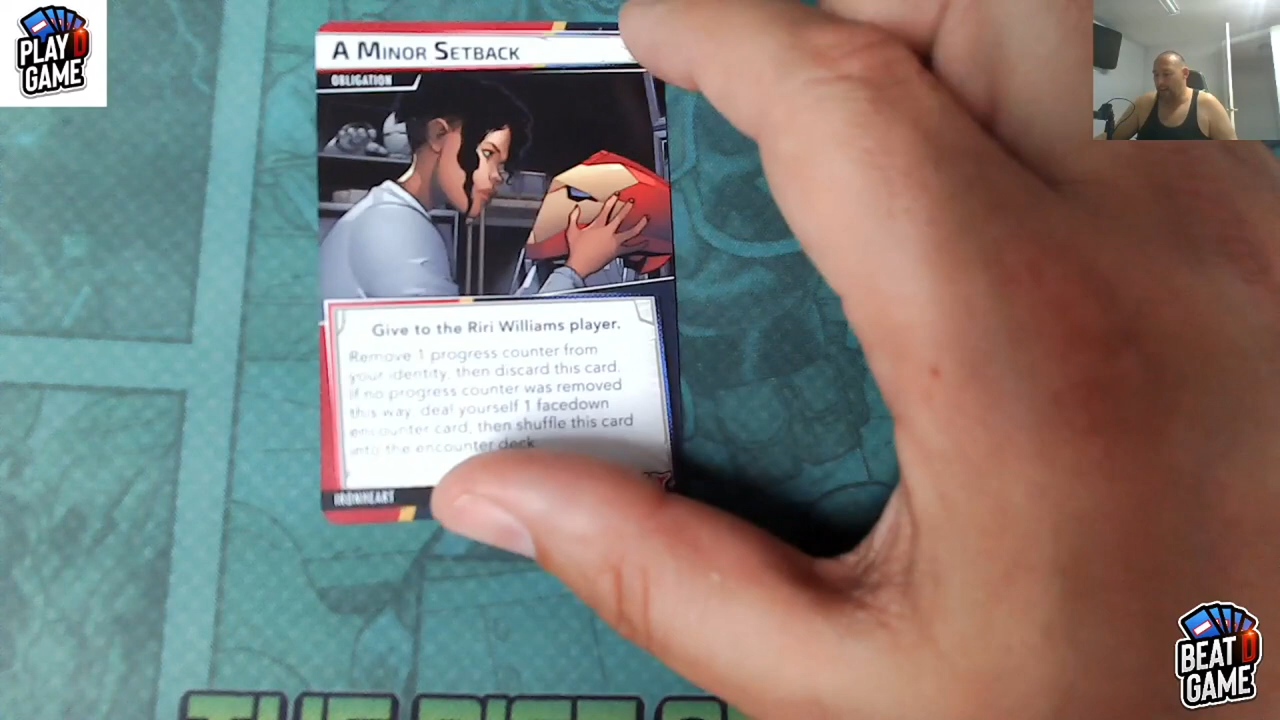 PLAY D
GAME
A MINOR SETBACK
OBLIGATION
Give to the Riri Williams player.
Remove 1 progress counter from
your identity, then discard this card.
If no progress counter was removed
this way, deal yourself 1 facedown
encounter card, then shuffle this card
into the encounter deck.
IRONHEART
BEAT D
GAME